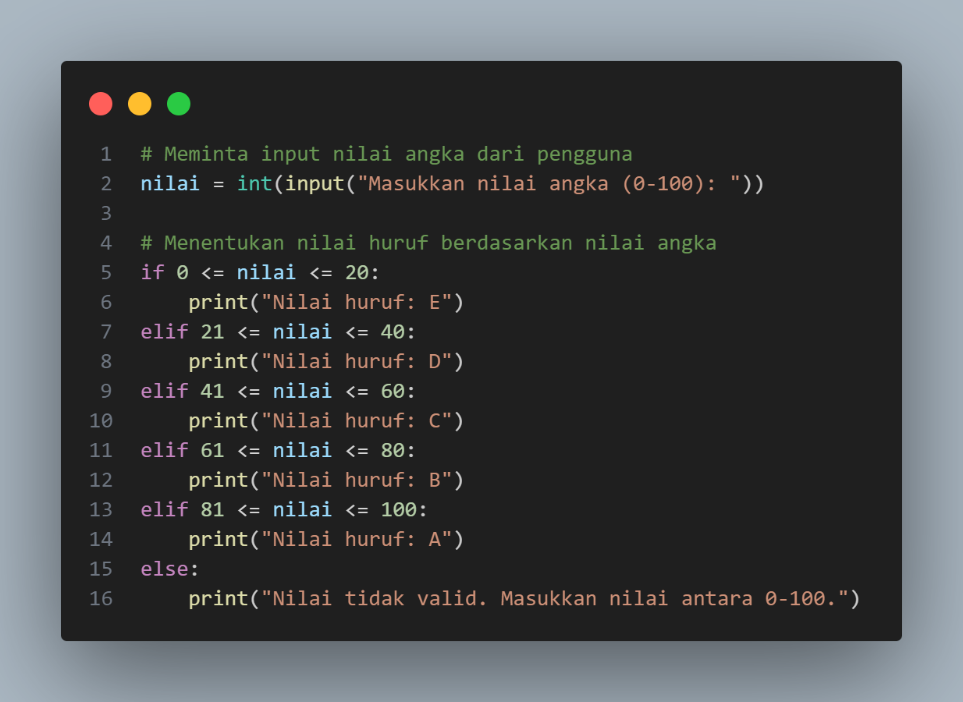 1 # Meminta input nilai angka dari pengguna
2 nilai = int(input("Masukkan nilai angka (0-100): "))
3
4 # Menentukan nilai huruf berdasarkan nilai angka
5 if 0 <= nilai <= 20:
6     print("Nilai huruf: E")
7 elif 21 <= nilai <= 40:
8     print("Nilai huruf: D")
9 elif 41 <= nilai <= 60:
10     print("Nilai huruf: C")
11 elif 61 <= nilai <= 80:
12     print("Nilai huruf: B")
13 elif 81 <= nilai <= 100:
14     print("Nilai huruf: A")
15 else:
16     print("Nilai tidak valid. Masukkan nilai antara 0-100.")